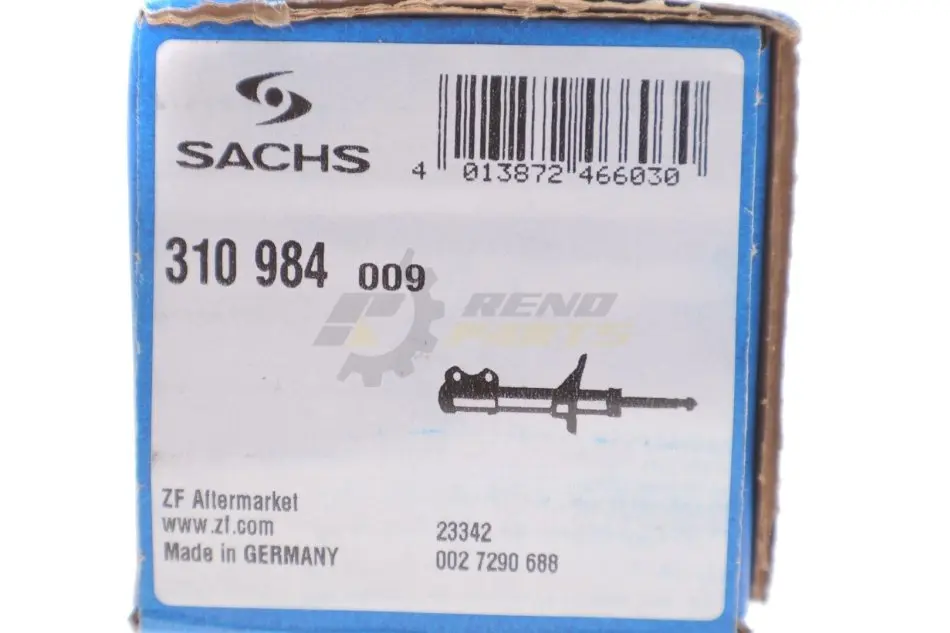 SACHS
4 013872 466030
310 984 009
RENO
PARTS
ZF Aftermarket
www.zf.com
Made in GERMANY
23342
002 7290 688